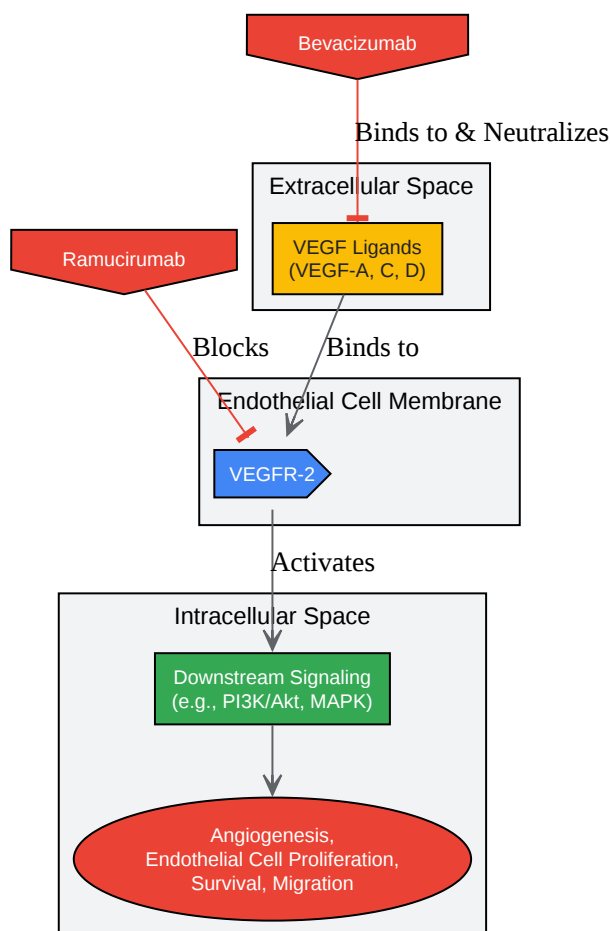 Bevacizumab
Binds to & Neutralizes
Extracellular Space
VEGF Ligands
(VEGF-A, C, D)
Ramucirumab
Blocks
Binds to
Endothelial Cell Membrane
VEGFR-2
Activates
Intracellular Space
Downstream Signaling
(e.g., PI3K/Akt, MAPK)
Angiogenesis,
Endothelial Cell Proliferation,
Survival, Migration